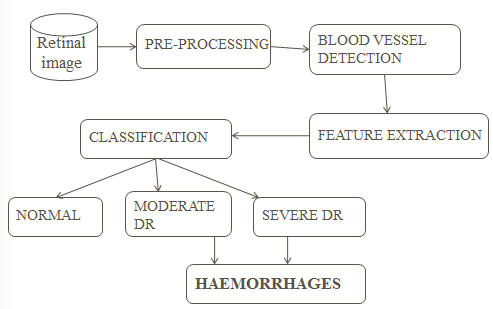 Retinal
image
PRE-PROCESSING
BLOOD VESSEL
DETECTION
FEATURE EXTRACTION
CLASSIFICATION
NORMAL
MODERATE
DR
SEVERE DR
HAEMORRHAGES